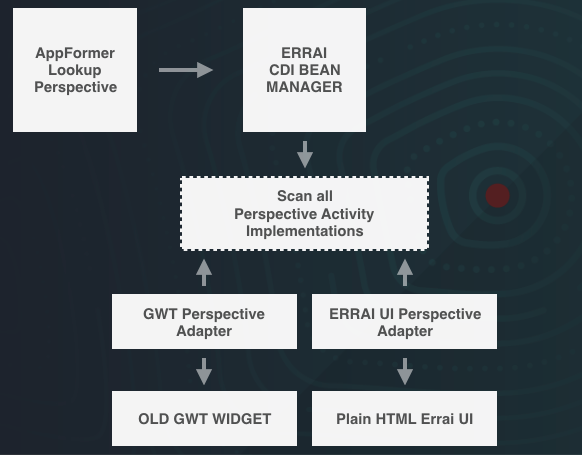 AppFormer
Lookup
Perspective
ERRAI
CDI BEAN
MANAGER
Scan all
Perspective Activity
Implementations
GWT Perspective
Adapter
ERRAI UI Perspective
Adapter
OLD GWT WIDGET
Plain HTML Errai UI